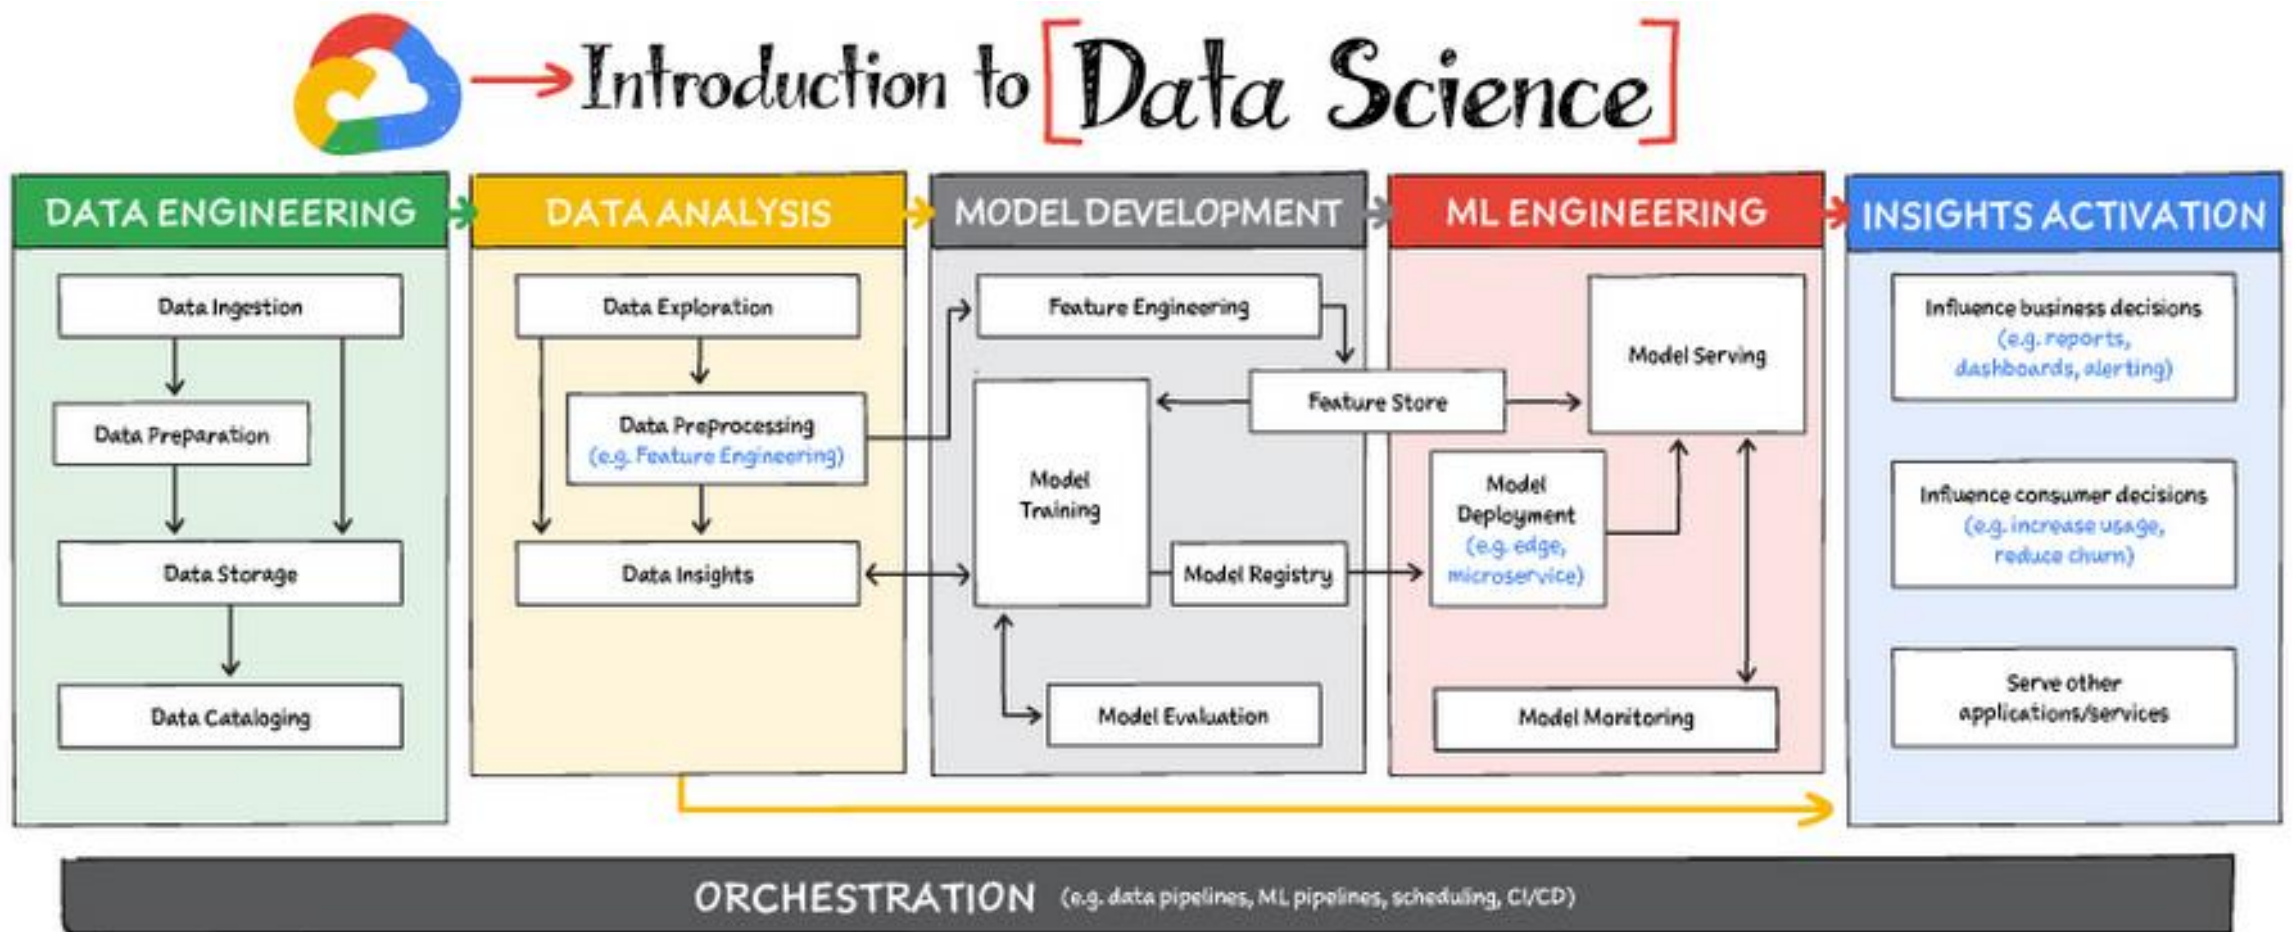 Introduction to [Data Science]
DATA ENGINEERING
Data Ingestion
Data Preparation
Data Storage
Data Cataloging
DATA ANALYSIS
Data Exploration
Data Preprocessing
(e.g. Feature Engineering)
Data Insights
MODEL DEVELOPMENT
Feature Engineering
Feature Store
Model
Training
Model Registry
Model Evaluation
ML ENGINEERING
Model Serving
Model
Deployment
(e.g. edge,
microservice)
Model Monitoring
INSIGHTS ACTIVATION
Influence business decisions
(e.g. reports,
dashboards, alerting)
Influence consumer decisions
(e.g. increase usage,
reduce churn)
Serve other
applications/services
ORCHESTRATION (e.g. data pipelines, ML pipelines, scheduling, CI/CD)